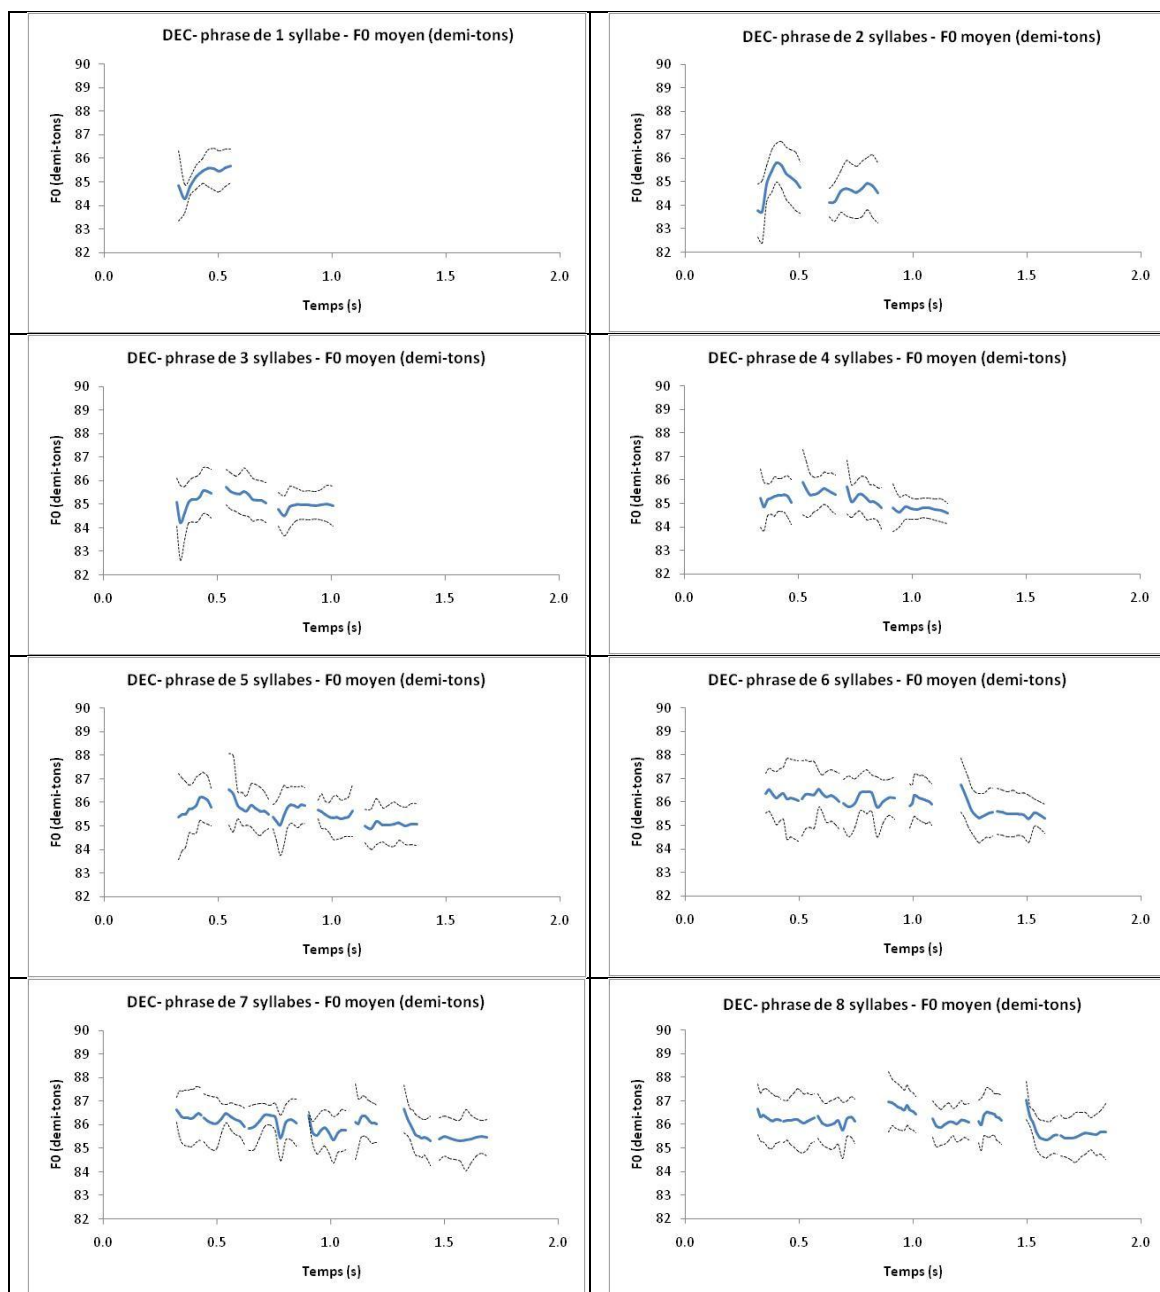 DEC- phrase de 1 syllabe - F0 moyen (demi-tons)
90
89
88
87
86
85
84
83
82
F0 (demi-tons)
0.0 0.5 1.0 1.5 2.0
Temps (s)
DEC- phrase de 2 syllabes - F0 moyen (demi-tons)
90
89
88
87
86
85
84
83
82
F0 (demi-tons)
0.0 0.5 1.0 1.5 2.0
Temps (s)
DEC- phrase de 3 syllabes - F0 moyen (demi-tons)
90
89
88
87
86
85
84
83
82
F0 (demi-tons)
0.0 0.5 1.0 1.5 2.0
Temps (s)
DEC- phrase de 4 syllabes - F0 moyen (demi-tons)
90
89
88
87
86
85
84
83
82
F0 (demi-tons)
0.0 0.5 1.0 1.5 2.0
Temps (s)
DEC- phrase de 5 syllabes - F0 moyen (demi-tons)
90
89
88
87
86
85
84
83
82
F0 (demi-tons)
0.0 0.5 1.0 1.5 2.0
Temps (s)
DEC- phrase de 6 syllabes - F0 moyen (demi-tons)
90
89
88
87
86
85
84
83
82
F0 (demi-tons)
0.0 0.5 1.0 1.5 2.0
Temps (s)
DEC- phrase de 7 syllabes - F0 moyen (demi-tons)
90
89
88
87
86
85
84
83
82
F0 (demi-tons)
0.0 0.5 1.0 1.5 2.0
Temps (s)
DEC- phrase de 8 syllabes - F0 moyen (demi-tons)
90
89
88
87
86
85
84
83
82
F0 (demi-tons)
0.0 0.5 1.0 1.5 2.0
Temps (s)